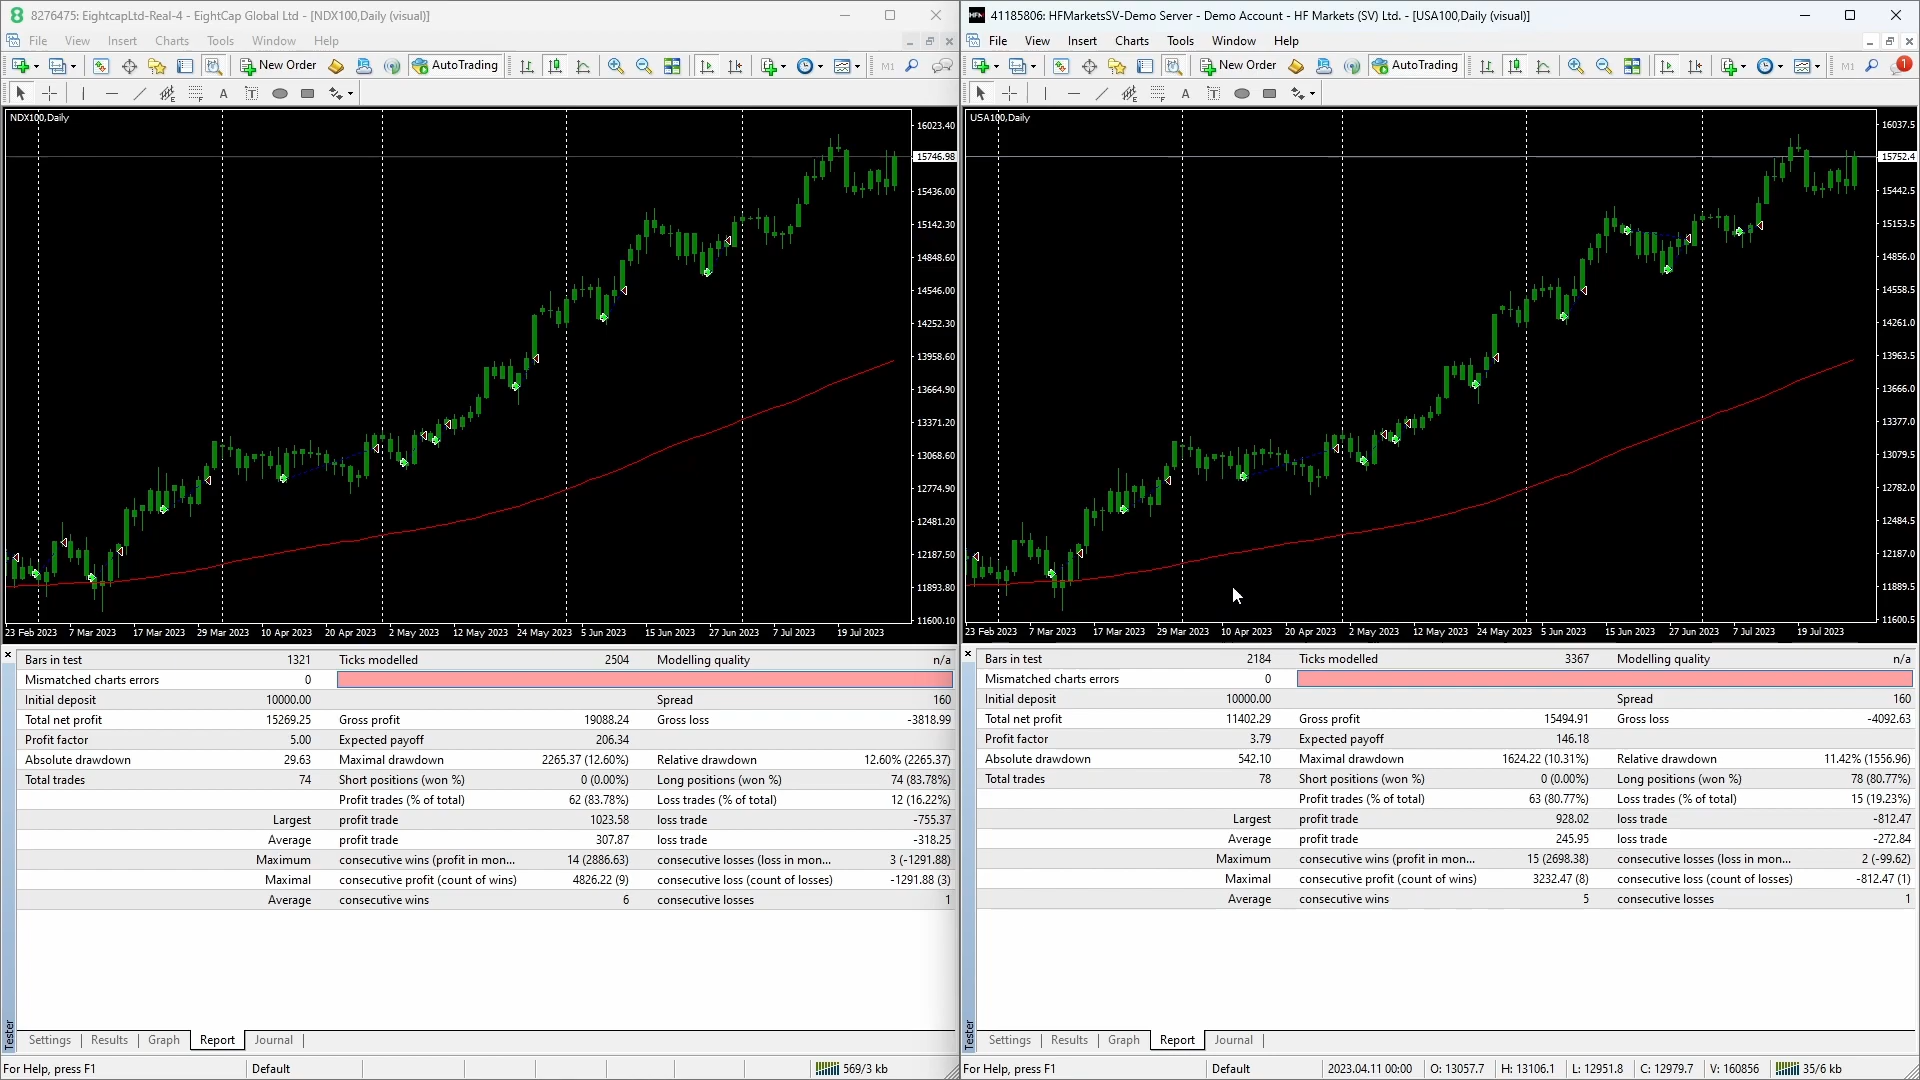 8276475: EightcapLtd-Real-4 - EightCap Global Ltd - [NDX100,Daily (visual)]
File View Insert Charts Tools Window Help
New Order AutoTrading M1
A T
NDX100,Daily
16023.40
15746.98
15436.00
15142.30
14848.60
14546.00
14252.30
13958.60
13664.90
13371.20
13068.60
12774.90
12481.20
12187.50
11893.80
11600.10
23 Feb 2023 7 Mar 2023 17 Mar 2023 29 Mar 2023 10 Apr 2023 20 Apr 2023 2 May 2023 12 May 2023 24 May 2023 5 Jun 2023 15 Jun 2023 27 Jun 2023 7 Jul 2023 19 Jul 2023
Bars in test 1321 Ticks modelled 2504 Modelling quality n/a
Mismatched charts errors 0
Initial deposit 10000.00 Spread 160
Total net profit 15269.25 Gross profit 19088.24 Gross loss -3818.99
Profit factor 5.00 Expected payoff 206.34
Absolute drawdown 29.63 Maximal drawdown 2265.37 (12.60%) Relative drawdown 12.60% (2265.37)
Total trades 74 Short positions (won %) 0 (0.00%) Long positions (won %) 74 (83.78%)
Profit trades (% of total) 62 (83.78%) Loss trades (% of total) 12 (16.22%)
Largest profit trade 1023.58 loss trade -755.37
Average profit trade 307.87 loss trade -318.25
Maximum consecutive wins (profit in mon... 14 (2886.63) consecutive losses (loss in mon... 3 (-1291.88)
Maximal consecutive profit (count of wins) 4826.22 (9) consecutive loss (count of losses) -1291.88 (3)
Average consecutive wins 6 consecutive losses 1
Tester
Settings Results Graph Report Journal
For Help, press F1 Default 569/3 kb
41185806: HFMarketsSV-Demo Server - Demo Account - HF Markets (SV) Ltd. - [USA100,Daily (visual)]
File View Insert Charts Tools Window Help
New Order AutoTrading M1 1
A T
USA100,Daily
16037.5
15752.4
15442.5
15153.5
14856.0
14558.5
14261.0
13963.5
13666.0
13377.0
13079.5
12782.0
12484.5
12187.0
11889.5
11600.5
23 Feb 2023 7 Mar 2023 17 Mar 2023 29 Mar 2023 10 Apr 2023 20 Apr 2023 2 May 2023 12 May 2023 24 May 2023 5 Jun 2023 15 Jun 2023 27 Jun 2023 7 Jul 2023 19 Jul 2023
Bars in test 2184 Ticks modelled 3367 Modelling quality n/a
Mismatched charts errors 0
Initial deposit 10000.00 Spread 160
Total net profit 11402.29 Gross profit 15494.91 Gross loss -4092.63
Profit factor 3.79 Expected payoff 146.18
Absolute drawdown 542.10 Maximal drawdown 1624.22 (10.31%) Relative drawdown 11.42% (1556.96)
Total trades 78 Short positions (won %) 0 (0.00%) Long positions (won %) 78 (80.77%)
Profit trades (% of total) 63 (80.77%) Loss trades (% of total) 15 (19.23%)
Largest profit trade 928.02 loss trade -812.47
Average profit trade 245.95 loss trade -272.84
Maximum consecutive wins (profit in mon... 15 (2698.38) consecutive losses (loss in mon... 2 (-99.62)
Maximal consecutive profit (count of wins) 3232.47 (8) consecutive loss (count of losses) -812.47 (1)
Average consecutive wins 5 consecutive losses 1
Tester
Settings Results Graph Report Journal
For Help, press F1 Default 2023.04.11 00:00 O: 13057.7 H: 13106.1 L: 12951.8 C: 12979.7 V: 160856 35/6 kb